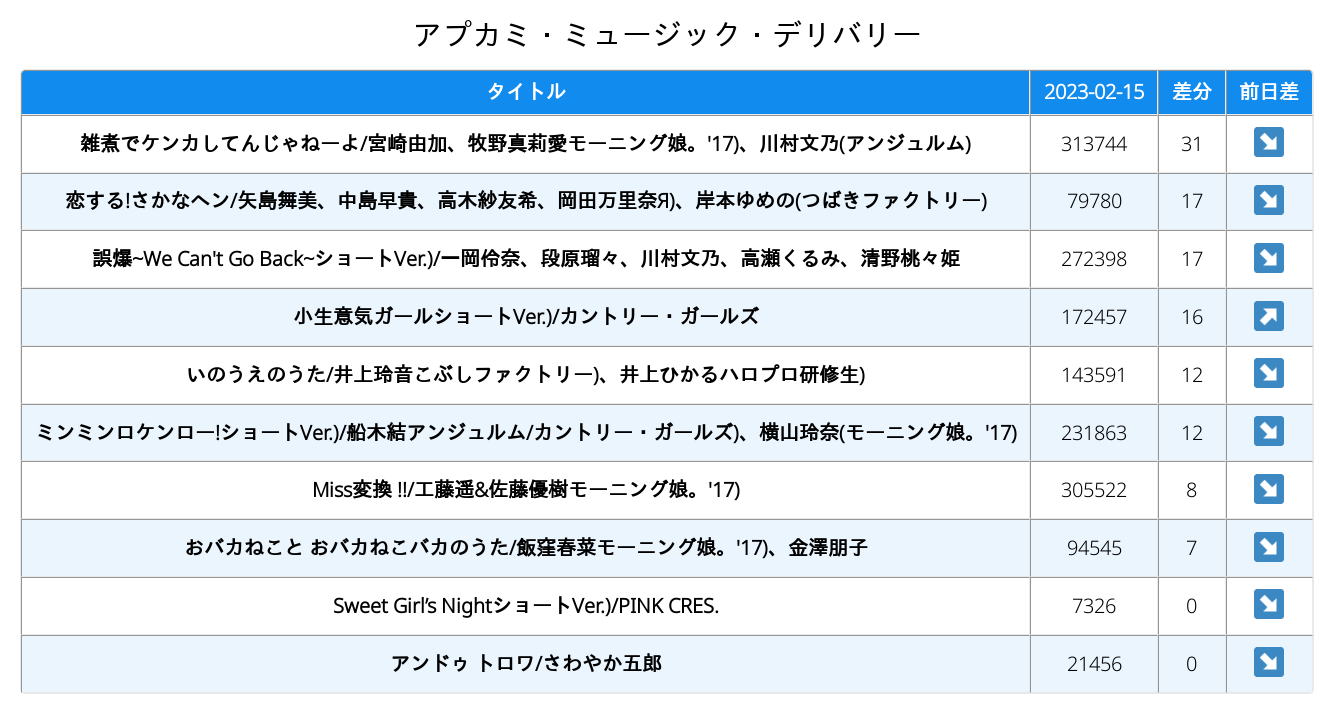 アプカミ・ミュージック・デリバリー
タイトル 2023-02-15 差分 前日差
雑煮でケンカしてんじゃねーよ/宮崎由加、牧野真莉愛モーニング娘。'17)、川村文乃(アンジュルム) 313744 31 ↘
恋する!さかなヘン/矢島舞美、中島早貴、高木紗友希、岡田万里奈Я)、岸本ゆめの(つばきファクトリー) 79780 17 ↘
誤爆~We Can't Go Back~ショートVer.)/一岡伶奈、段原瑠々、川村文乃、高瀬くるみ、清野桃々姫 272398 17 ↘
小生意気ガールショートVer.)/カントリー・ガールズ 172457 16 ↗
いのうえのうた/井上玲音こぶしファクトリー)、井上ひかるハロプロ研修生) 143591 12 ↘
ミンミンロケンロー!ショートVer.)/船木結アンジュルム/カントリー・ガールズ)、横山玲奈(モーニング娘。'17) 231863 12 ↘
Miss変換 !!/工藤遥&佐藤優樹モーニング娘。'17) 305522 8 ↘
おバカねこと おバカねこバカのうた/飯窪春菜モーニング娘。'17)、金澤朋子 94545 7 ↘
Sweet Girl’s NightショートVer.)/PINK CRES. 7326 0 ↘
アンドゥ トロワ/さわやか五郎 21456 0 ↘